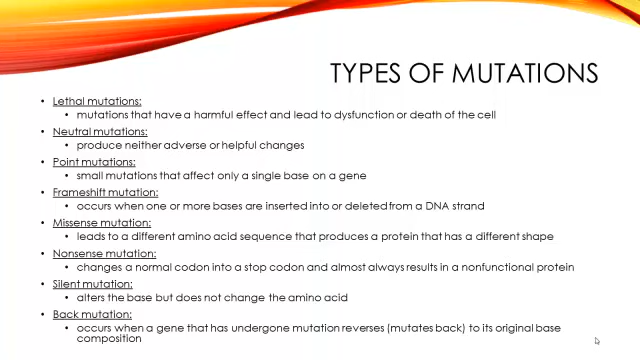 TYPES OF MUTATIONS
• Lethal mutations:
• mutations that have a harmful effect and lead to dysfunction or death of the cell
• Neutral mutations:
• produce neither adverse or helpful changes
• Point mutations:
• small mutations that affect only a single base on a gene
• Frameshift mutation:
• occurs when one or more bases are inserted into or deleted from a DNA strand
• Missense mutation:
• leads to a different amino acid sequence that produces a protein that has a different shape
• Nonsense mutation:
• changes a normal codon into a stop codon and almost always results in a nonfunctional protein
• Silent mutation:
• alters the base but does not change the amino acid
• Back mutation:
• occurs when a gene that has undergone mutation reverses (mutates back) to its original base
composition